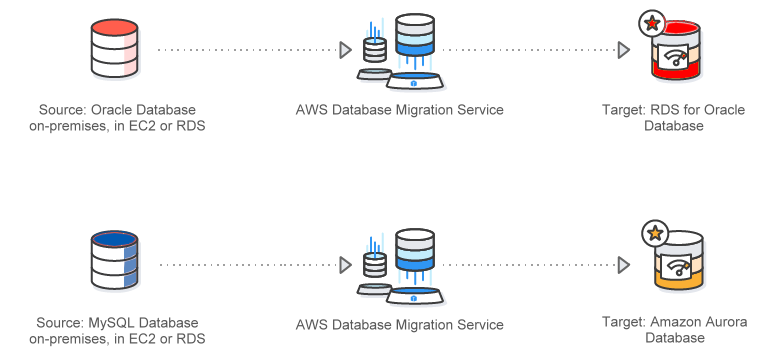 Source: Oracle Database
on-premises, in EC2 or RDS
AWS Database Migration Service
Target: RDS for Oracle
Database
Source: MySQL Database
on-premises, in EC2 or RDS
AWS Database Migration Service
Target: Amazon Aurora
Database